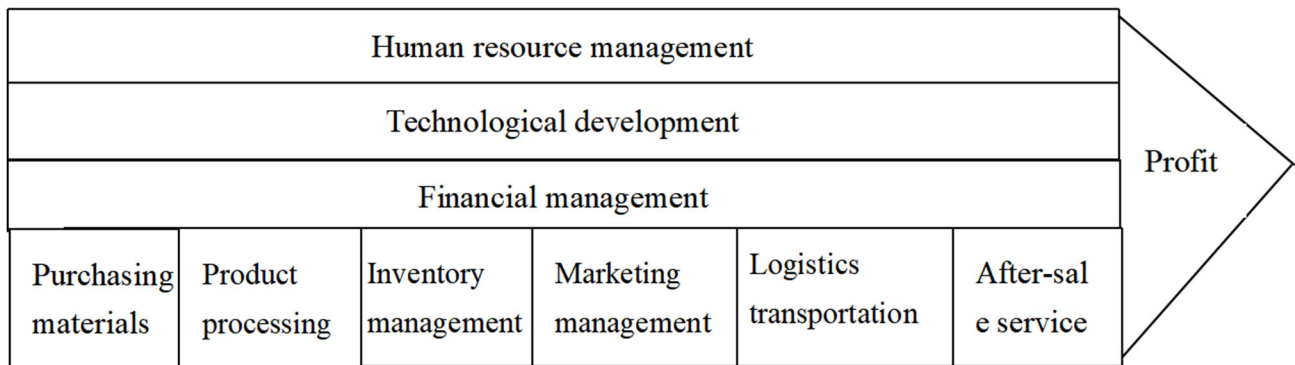 Human resource management
Technological development
Profit
Financial management
Purchasing
materials
Product
processing
Inventory
management
Marketing
management
Logistics
transportation
After-sal
e service